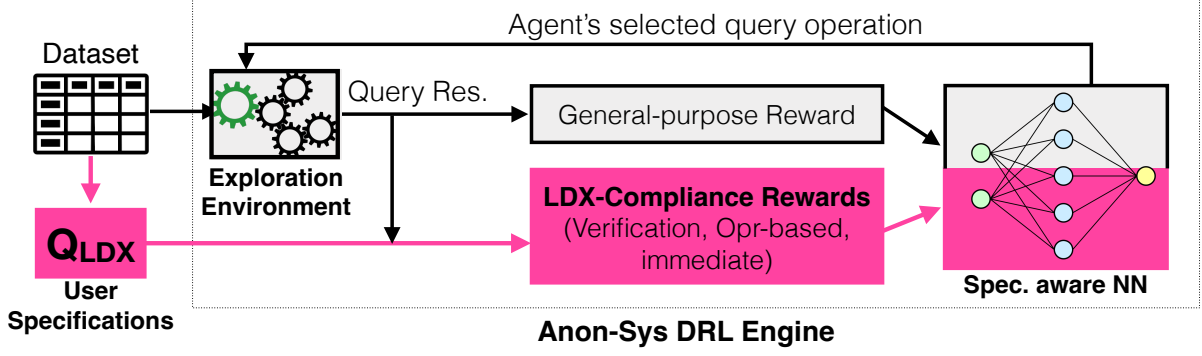 Agent's selected query operation
Dataset
Query Res.
General-purpose Reward
Exploration
Environment
LDX-Compliance Rewards
(Verification, Opr-based,
immediate)
QLDX
User
Specifications
Spec. aware NN
Anon-Sys DRL Engine